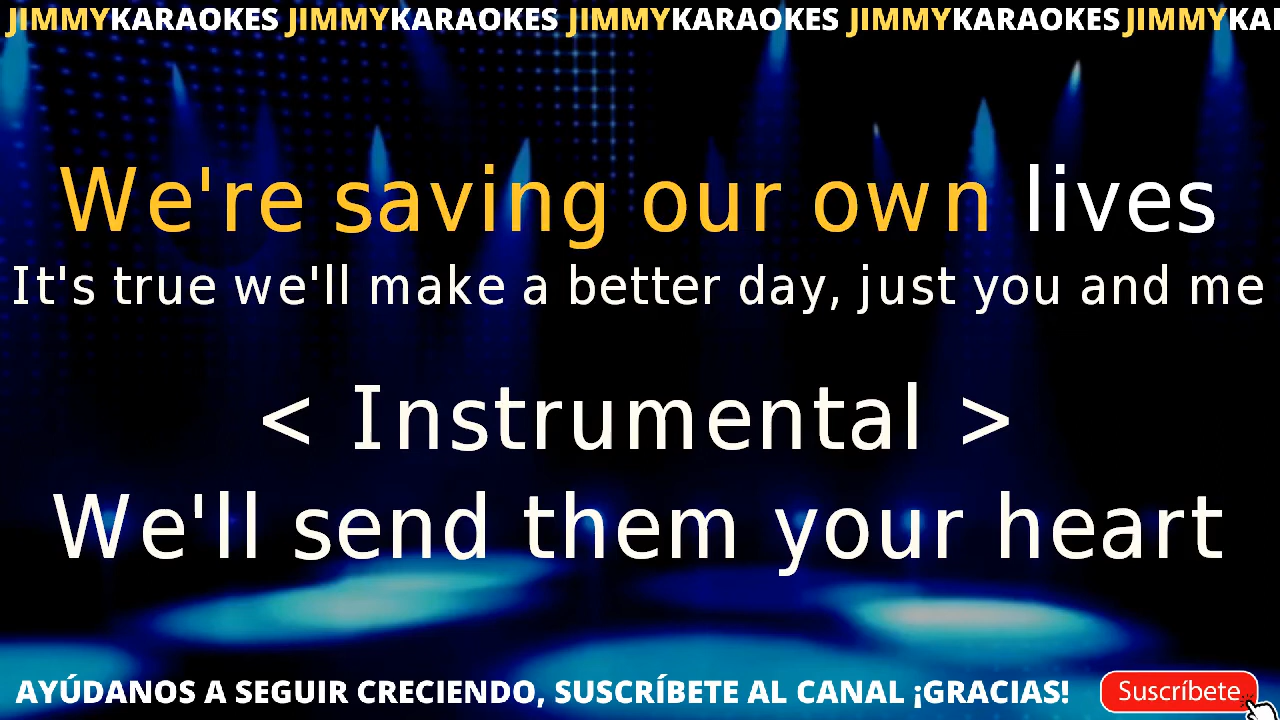 JIMMYKARAOKES JIMMYKARAOKES JIMMYKARAOKES JIMMYKARAOKES JIMMYKA
We're saving our own lives
It's true we'll make a better day, just you and me
< Instrumental >
We'll send them your heart
AYÚDANOS A SEGUIR CRECIENDO, SUSCRÍBETE AL CANAL ¡GRACIAS! Suscríbete